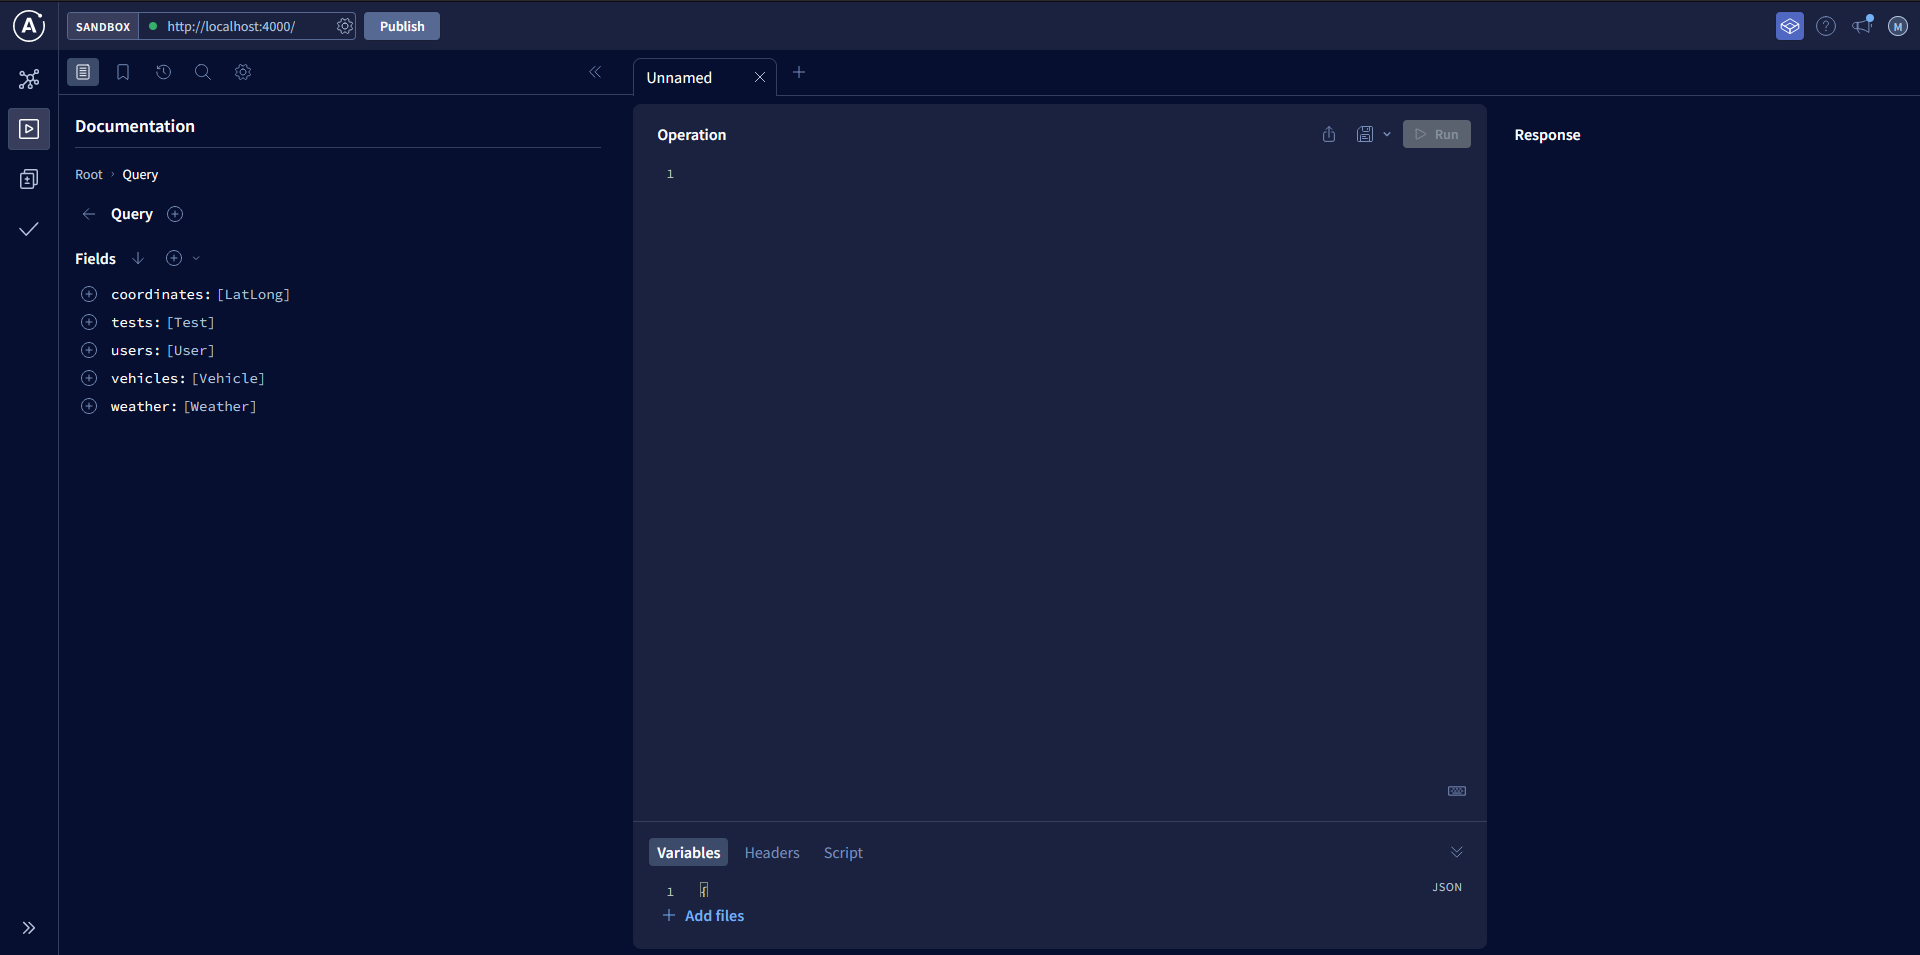 A SANDBOX http://localhost:4000/ Publish ? M
Unnamed
Documentation
Root › Query
Query
Fields
coordinates: [LatLong]
tests: [Test]
users: [User]
vehicles: [Vehicle]
weather: [Weather]
Operation
Run
1
Variables Headers Script
1 {
JSON
Add files
Response